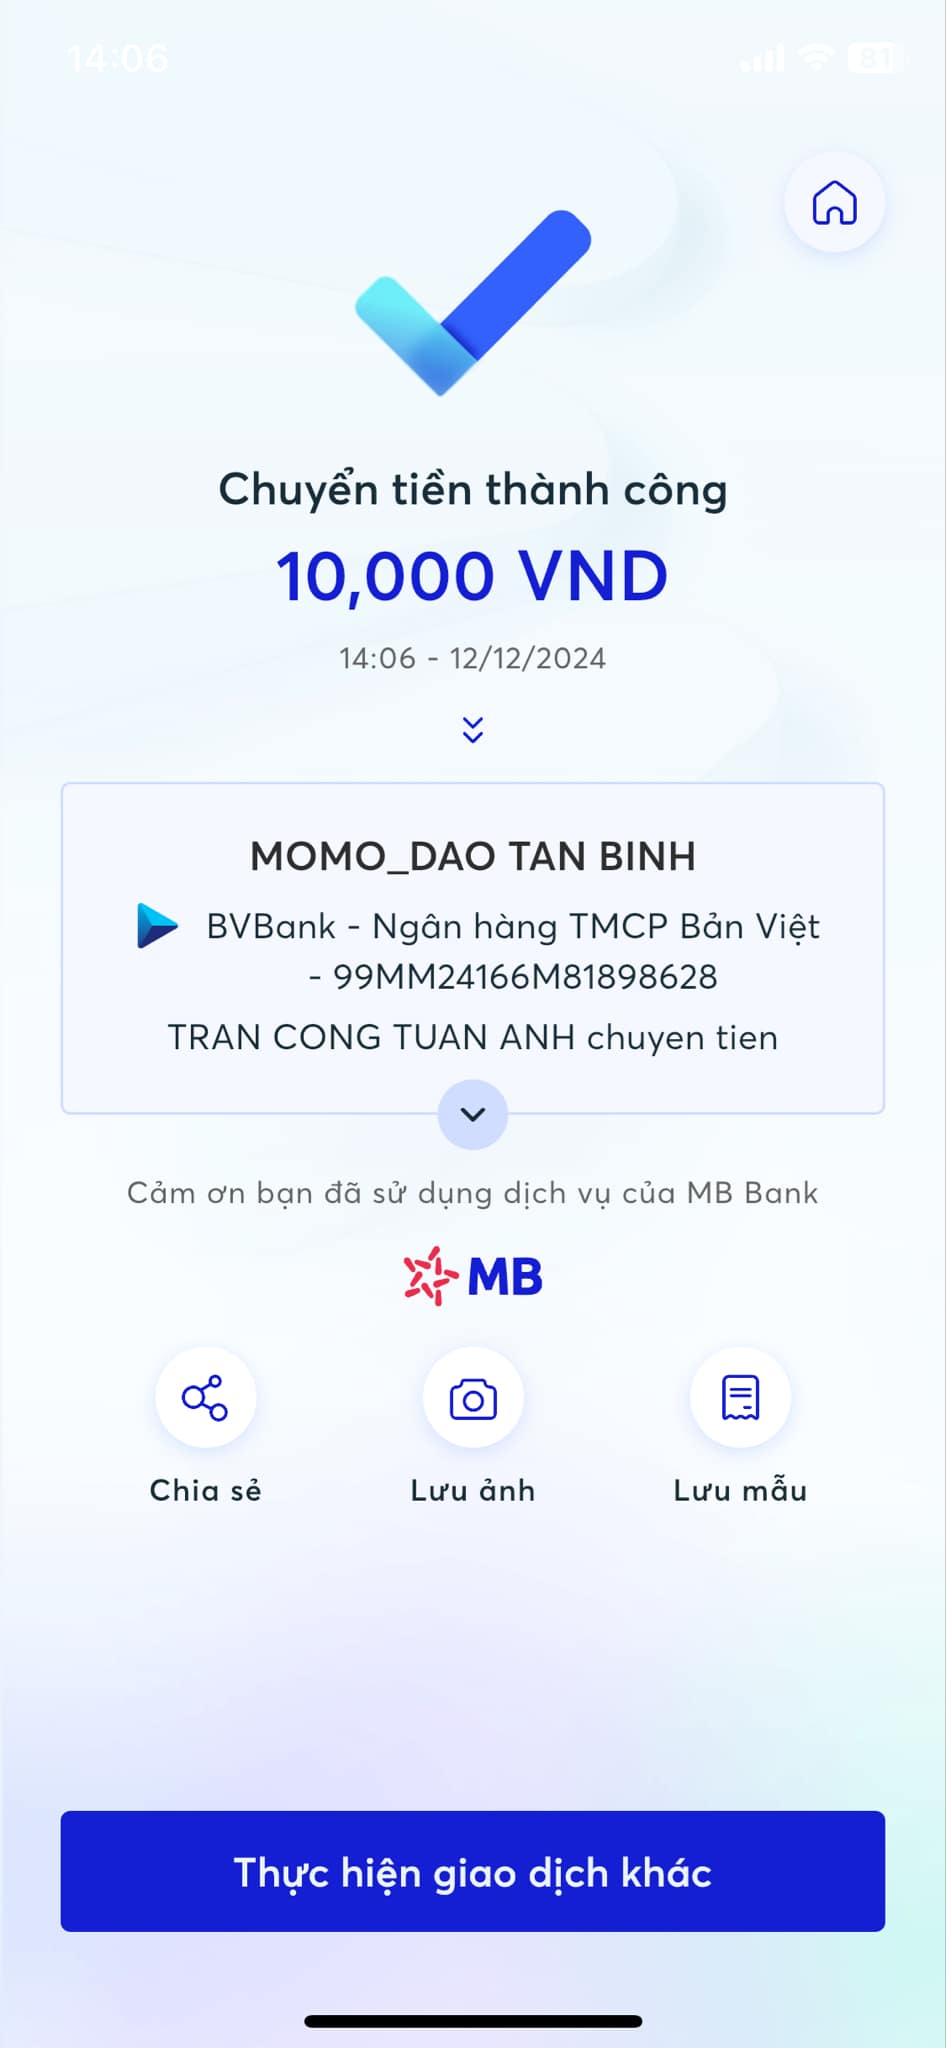 14:06
81
Chuyển tiền thành công
10,000 VND
14:06 - 12/12/2024
MOMO_DAO TAN BINH
BVBank - Ngân hàng TMCP Bản Việt
- 99MM24166M81898628
TRAN CONG TUAN ANH chuyen tien
Cảm ơn bạn đã sử dụng dịch vụ của MB Bank
MB
Chia sẻ
Lưu ảnh
Lưu mẫu
Thực hiện giao dịch khác